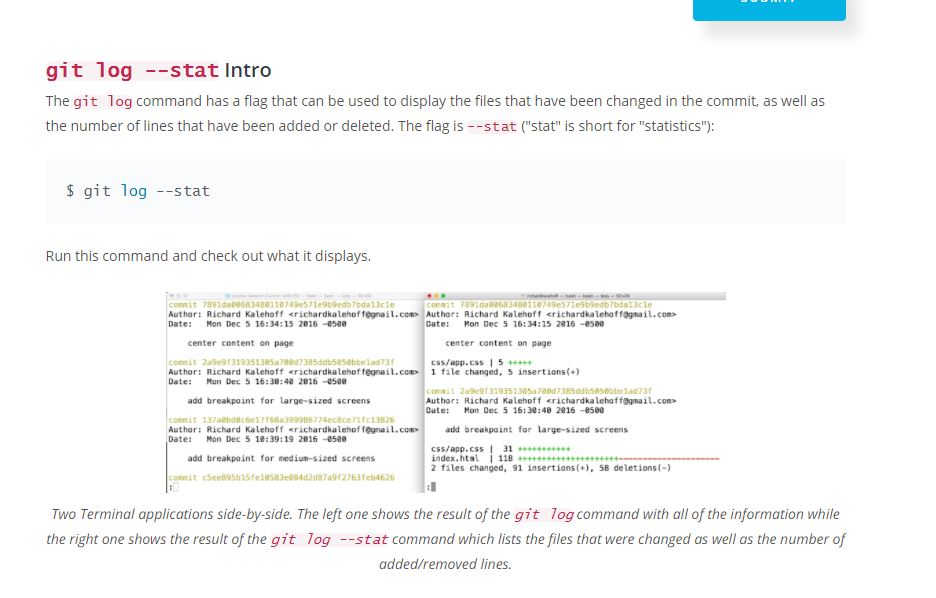 git log --stat Intro
The git log command has a flag that can be used to display the files that have been changed in the commit, as well as
the number of lines that have been added or deleted. The flag is --stat ("stat" is short for "statistics"):
$ git log --stat
Run this command and check out what it displays.
commit 7891da00683480110749e571e9b9edb7bda13c1e
Author: Richard Kalehoff <richardkalehoff@gmail.com>
Date: Mon Dec 5 16:34:15 2016 -0500
center content on page
commit 2a9e9f319351305a700d7385ddb5050bbe1ad73f
Author: Richard Kalehoff <richardkalehoff@gmail.com>
Date: Mon Dec 5 16:30:40 2016 -0500
add breakpoint for large-sized screens
commit 137a0bd0c6e17f68a399986774ec8ce71fc13826
Author: Richard Kalehoff <richardkalehoff@gmail.com>
Date: Mon Dec 5 10:39:19 2016 -0500
add breakpoint for medium-sized screens
commit c5ee895b15fe10583e084d2d87a9f2763feb4626
:
commit 7891da00683480110749e571e9b9edb7bda13c1e
Author: Richard Kalehoff <richardkalehoff@gmail.com>
Date: Mon Dec 5 16:34:15 2016 -0500
center content on page
css/app.css | 5 +++++
1 file changed, 5 insertions(+)
commit 2a9e9f319351305a700d7385ddb5050bbe1ad73f
Author: Richard Kalehoff <richardkalehoff@gmail.com>
Date: Mon Dec 5 16:30:40 2016 -0500
add breakpoint for large-sized screens
css/app.css | 31 +++++++++++
index.html | 118
2 files changed, 91 insertions(+), 58 deletions(-)
:
Two Terminal applications side-by-side. The left one shows the result of the git log command with all of the information while
the right one shows the result of the git log --stat command which lists the files that were changed as well as the number of
added/removed lines.